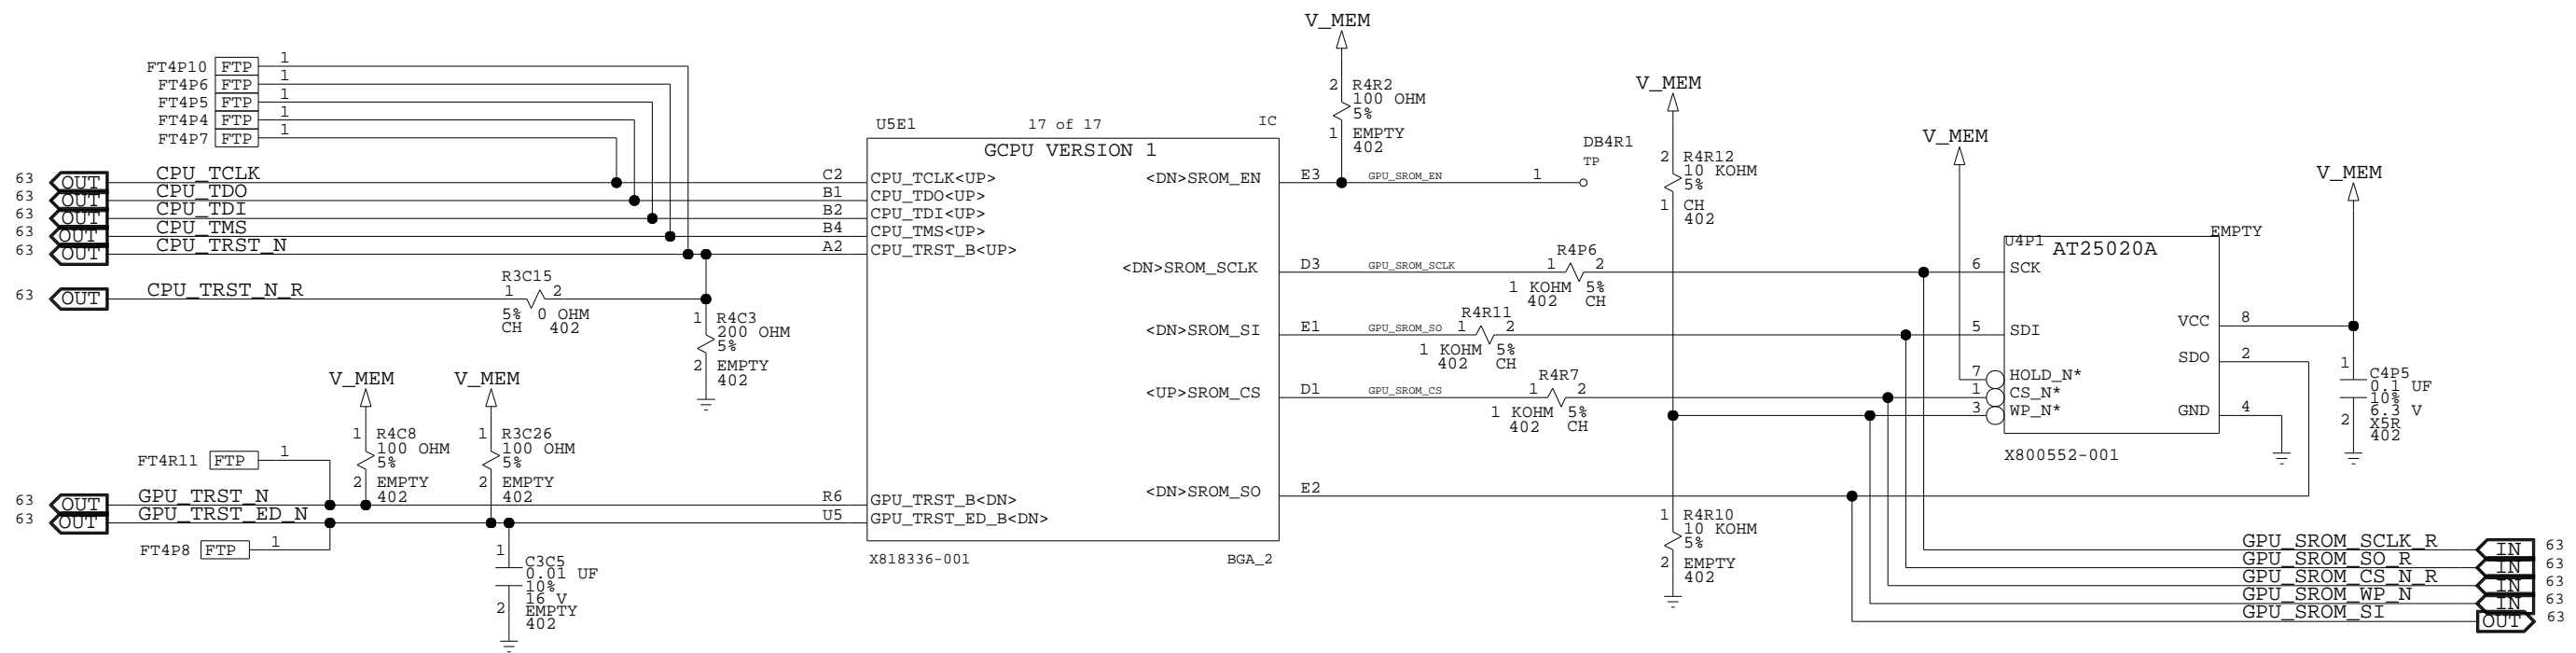 V_MEM
FT4P10 FTP 1
FT4P6 FTP 1
FT4P5 FTP 1
FT4P4 FTP 1
FT4P7 FTP 1
63 OUT CPU_TCLK
63 OUT CPU_TDO
63 OUT CPU_TDI
63 OUT CPU_TMS
63 OUT CPU_TRST_N
63 OUT CPU_TRST_N_R
R3C15
1 2
5% 0 OHM
CH 402
1 R4C3
200 OHM
5%
2 EMPTY
402
V_MEM
V_MEM
1 R4C8
100 OHM
5%
2 EMPTY
402
1 R3C26
100 OHM
5%
2 EMPTY
402
FT4R11 FTP 1
63 OUT GPU_TRST_N
63 OUT GPU_TRST_ED_N
FT4P8 FTP 1
1 C3C5
0.01 UF
10%
16 V
2 EMPTY
402
U5E1 17 of 17 IC
GCPU VERSION 1
C2 CPU_TCLK<UP>
B1 CPU_TDO<UP>
B2 CPU_TDI<UP>
B4 CPU_TMS<UP>
A2 CPU_TRST_B<UP>
R6 GPU_TRST_B<DN>
U5 GPU_TRST_ED_B<DN>
<DN>SROM_EN E3
<DN>SROM_SCLK D3
<DN>SROM_SI E1
<UP>SROM_CS D1
<DN>SROM_SO E2
X818336-001 BGA_2
2 R4R2
100 OHM
5%
1 EMPTY
402
GPU_SROM_EN 1
DB4R1
TP
V_MEM
2 R4R12
10 KOHM
5%
1 CH
402
GPU_SROM_SCLK
R4P6
1 2
1 KOHM 5%
402 CH
GPU_SROM_SO
R4R11
1 2
1 KOHM 5%
402 CH
GPU_SROM_CS
R4R7
1 2
1 KOHM 5%
402 CH
1 R4R10
10 KOHM
5%
2 EMPTY
402
V_MEM
U4P1 EMPTY
AT25020A
6 SCK
5 SDI
7 HOLD_N*
1 CS_N*
3 WP_N*
VCC 8
SDO 2
GND 4
X800552-001
V_MEM
1 C4P5
0.1 UF
10%
6.3 V
2 X5R
402
GPU_SROM_SCLK_R IN 63
GPU_SROM_SO_R IN 63
GPU_SROM_CS_N_R IN 63
GPU_SROM_WP_N IN 63
GPU_SROM_SI OUT 63